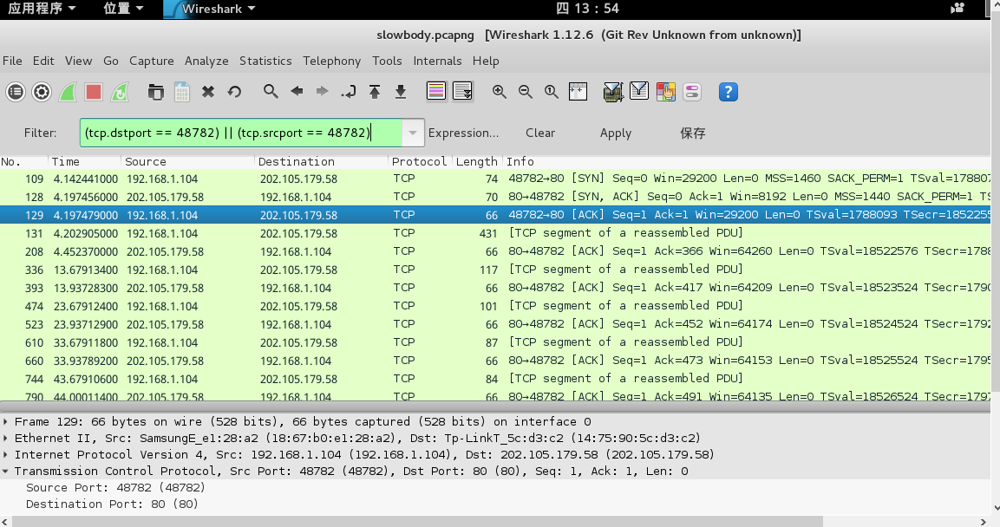 应用程序 位置 Wireshark 四 13：54
slowbody.pcapng [Wireshark 1.12.6 (Git Rev Unknown from unknown)]
File Edit View Go Capture Analyze Statistics Telephony Tools Internals Help
Filter: (tcp.dstport == 48782) || (tcp.srcport == 48782) Expression... Clear Apply 保存
No. Time Source Destination Protocol Length Info
109 4.142441000 192.168.1.104 202.105.179.58 TCP 74 48782→80 [SYN] Seq=0 Win=29200 Len=0 MSS=1460 SACK_PERM=1 TSval=178807
128 4.197456000 202.105.179.58 192.168.1.104 TCP 70 80→48782 [SYN, ACK] Seq=0 Ack=1 Win=8192 Len=0 MSS=1440 SACK_PERM=1 TS
129 4.197479000 192.168.1.104 202.105.179.58 TCP 66 48782→80 [ACK] Seq=1 Ack=1 Win=29200 Len=0 TSval=1788093 TSecr=1852255
131 4.202905000 192.168.1.104 202.105.179.58 TCP 431 [TCP segment of a reassembled PDU]
208 4.452370000 202.105.179.58 192.168.1.104 TCP 66 80→48782 [ACK] Seq=1 Ack=366 Win=64260 Len=0 TSval=18522576 TSecr=1788
336 13.67913400 192.168.1.104 202.105.179.58 TCP 117 [TCP segment of a reassembled PDU]
393 13.93728300 202.105.179.58 192.168.1.104 TCP 66 80→48782 [ACK] Seq=1 Ack=417 Win=64209 Len=0 TSval=18523524 TSecr=1790
474 23.67912400 192.168.1.104 202.105.179.58 TCP 101 [TCP segment of a reassembled PDU]
523 23.93712900 202.105.179.58 192.168.1.104 TCP 66 80→48782 [ACK] Seq=1 Ack=452 Win=64174 Len=0 TSval=18524524 TSecr=1792
610 33.67911800 192.168.1.104 202.105.179.58 TCP 87 [TCP segment of a reassembled PDU]
660 33.93789200 202.105.179.58 192.168.1.104 TCP 66 80→48782 [ACK] Seq=1 Ack=473 Win=64153 Len=0 TSval=18525524 TSecr=1795
744 43.67910600 192.168.1.104 202.105.179.58 TCP 84 [TCP segment of a reassembled PDU]
790 44.00011400 202.105.179.58 192.168.1.104 TCP 66 80→48782 [ACK] Seq=1 Ack=491 Win=64135 Len=0 TSval=18526524 TSecr=1797
Frame 129: 66 bytes on wire (528 bits), 66 bytes captured (528 bits) on interface 0
Ethernet II, Src: SamsungE_e1:28:a2 (18:67:b0:e1:28:a2), Dst: Tp-LinkT_5c:d3:c2 (14:75:90:5c:d3:c2)
Internet Protocol Version 4, Src: 192.168.1.104 (192.168.1.104), Dst: 202.105.179.58 (202.105.179.58)
Transmission Control Protocol, Src Port: 48782 (48782), Dst Port: 80 (80), Seq: 1, Ack: 1, Len: 0
Source Port: 48782 (48782)
Destination Port: 80 (80)